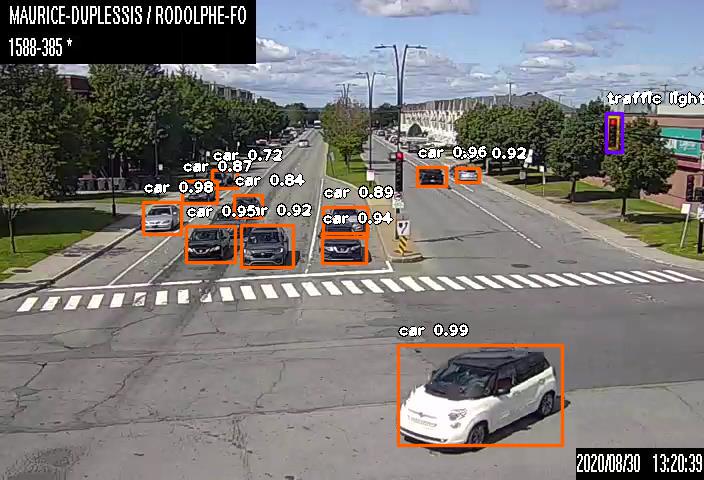 MAURICE-DUPLESSIS / RODOLPHE-FO
1588-385 *
traffic light
car 0.72
car 0.87
car 0.96
0.92
car 0.98
car 0.84
car 0.89
car 0.95
car 0.92
car 0.94
car 0.99
2020/08/30 13:20:39